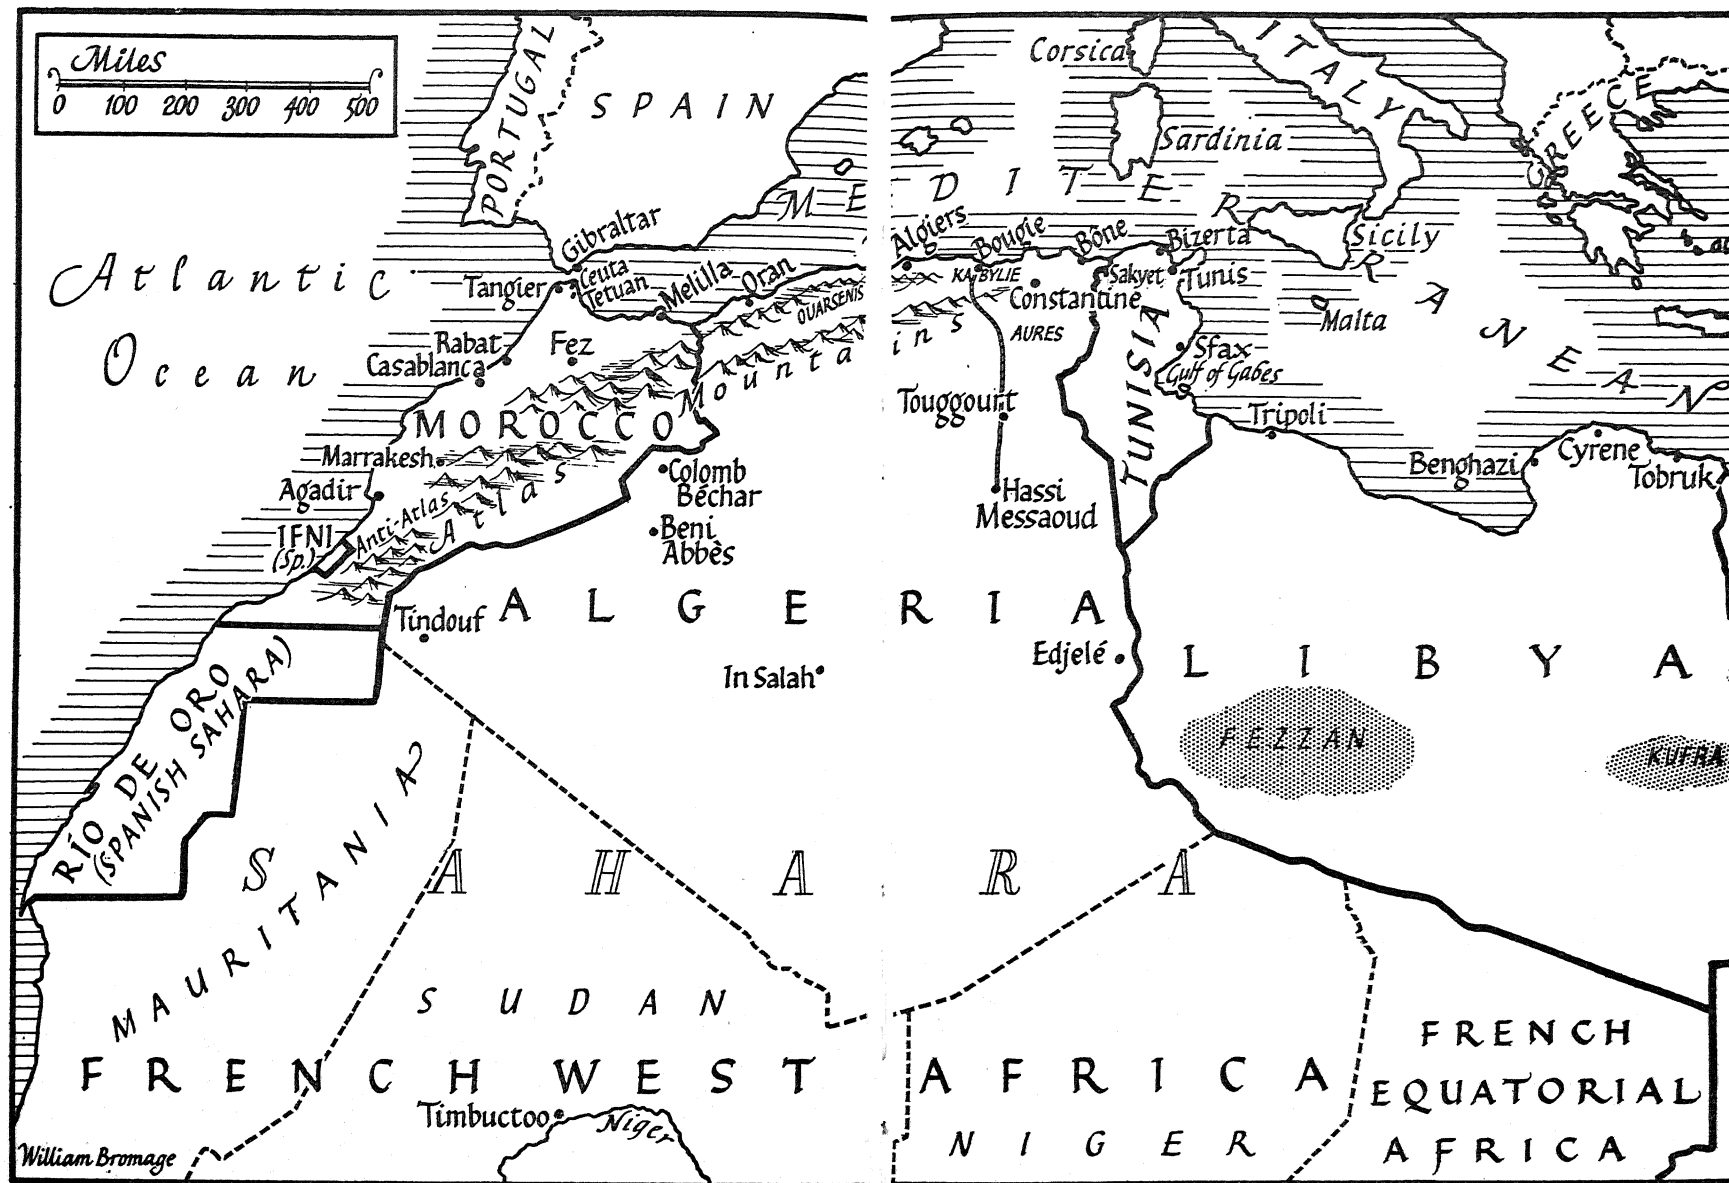 Miles
0 100 200 300 400 500
PORTUGAL
SPAIN
Corsica
ITALY
GREECE
Sardinia
MEDITERRANEAN
Sicily
Malta
Atlantic
Ocean
Gibraltar
Tangier
Ceuta
Tetuan
Melilla
Oran
QUARSENIS
Algiers
Bougie
Bône
Bizerta
KABYLIE
Sakyet
Tunis
Constantine
AURES
Rabat
Casablanca
Fez
Mountains
MOROCCO
TUNISIA
Sfax
Gulf of Gabes
Touggourt
Tripoli
Marrakesh
Colomb
Béchar
Benghazi
Cyrene
Tobruk
Agadir
Anti-Atlas
Atlas
Hassi
Messaoud
IFNI
(Sp.)
Beni
Abbès
Tindouf
ALGERIA
In Salah
Edjelé
LIBYA
RÍO DE ORO
(SPANISH SAHARA)
FEZZAN
KUFRA
MAURITANIA
SAHARA
SUDAN
FRENCH WEST AFRICA
FRENCH
EQUATORIAL
AFRICA
Timbuctoo
Niger
NIGER
William Bromage